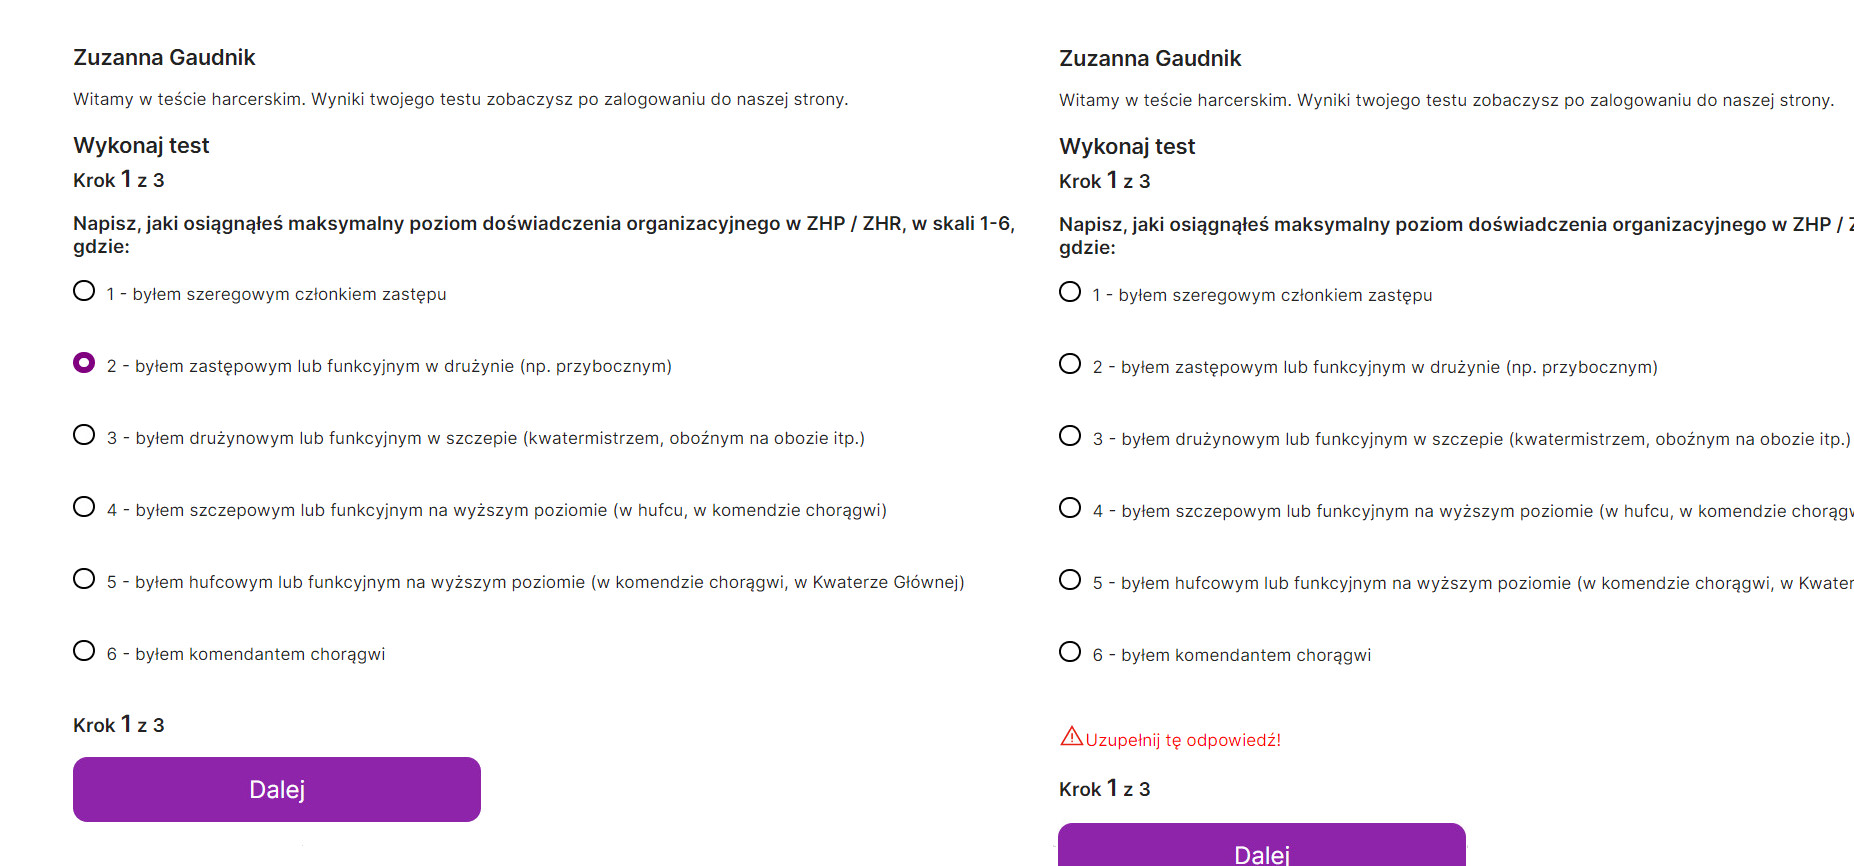 Zuzanna Gaudnik
Witamy w teście harcerskim. Wyniki twojego testu zobaczysz po zalogowaniu do naszej strony.
Wykonaj test
Krok 1 z 3
Napisz, jaki osiągnąłeś maksymalny poziom doświadczenia organizacyjnego w ZHP / ZHR, w skali 1-6,
gdzie:
1 - byłem szeregowym członkiem zastępu
2 - byłem zastępowym lub funkcyjnym w drużynie (np. przybocznym)
3 - byłem drużynowym lub funkcyjnym w szczepie (kwatermistrzem, oboźnym na obozie itp.)
4 - byłem szczepowym lub funkcyjnym na wyższym poziomie (w hufcu, w komendzie chorągwi)
5 - byłem hufcowym lub funkcyjnym na wyższym poziomie (w komendzie chorągwi, w Kwaterze Głównej)
6 - byłem komendantem chorągwi
Krok 1 z 3
Dalej
Zuzanna Gaudnik
Witamy w teście harcerskim. Wyniki twojego testu zobaczysz po zalogowaniu do naszej strony.
Wykonaj test
Krok 1 z 3
Napisz, jaki osiągnąłeś maksymalny poziom doświadczenia organizacyjnego w ZHP /
gdzie:
1 - byłem szeregowym członkiem zastępu
2 - byłem zastępowym lub funkcyjnym w drużynie (np. przybocznym)
3 - byłem drużynowym lub funkcyjnym w szczepie (kwatermistrzem, oboźnym na obozie itp.)
4 - byłem szczepowym lub funkcyjnym na wyższym poziomie (w hufcu, w komendzie chorąg
5 - byłem hufcowym lub funkcyjnym na wyższym poziomie (w komendzie chorągwi, w Kwater
6 - byłem komendantem chorągwi
Uzupełnij tę odpowiedź!
Krok 1 z 3
Dalej